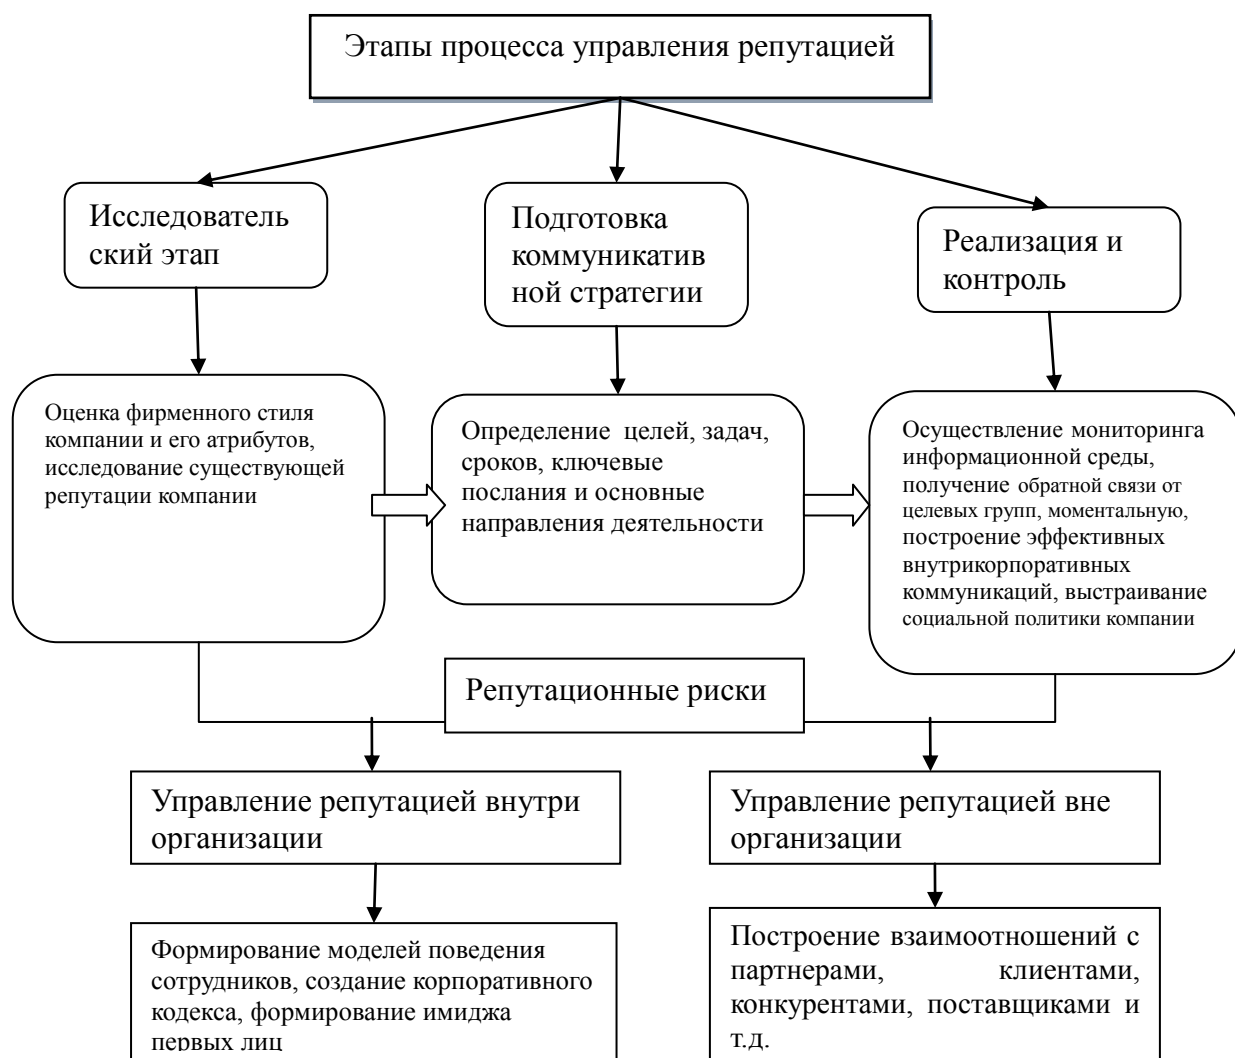 Этапы процесса управления репутацией
Исследователь
ский этап
Подготовка
коммуникатив
ной стратегии
Реализация и
контроль
Оценка фирменного стиля
компании и его атрибутов,
исследование существующей
репутации компании
Определение целей, задач,
сроков, ключевые
послания и основные
направления деятельности
Осуществление мониторинга
информационной среды,
получение обратной связи от
целевых групп, моментальную,
построение эффективных
внутрикорпоративных
коммуникаций, выстраивание
социальной политики компании
Репутационные риски
Управление репутацией внутри
организации
Управление репутацией вне
организации
Формирование моделей поведения
сотрудников, создание корпоративного
кодекса, формирование имиджа
первых лиц
Построение взаимоотношений с
партнерами, клиентами,
конкурентами, поставщиками и
т.д.